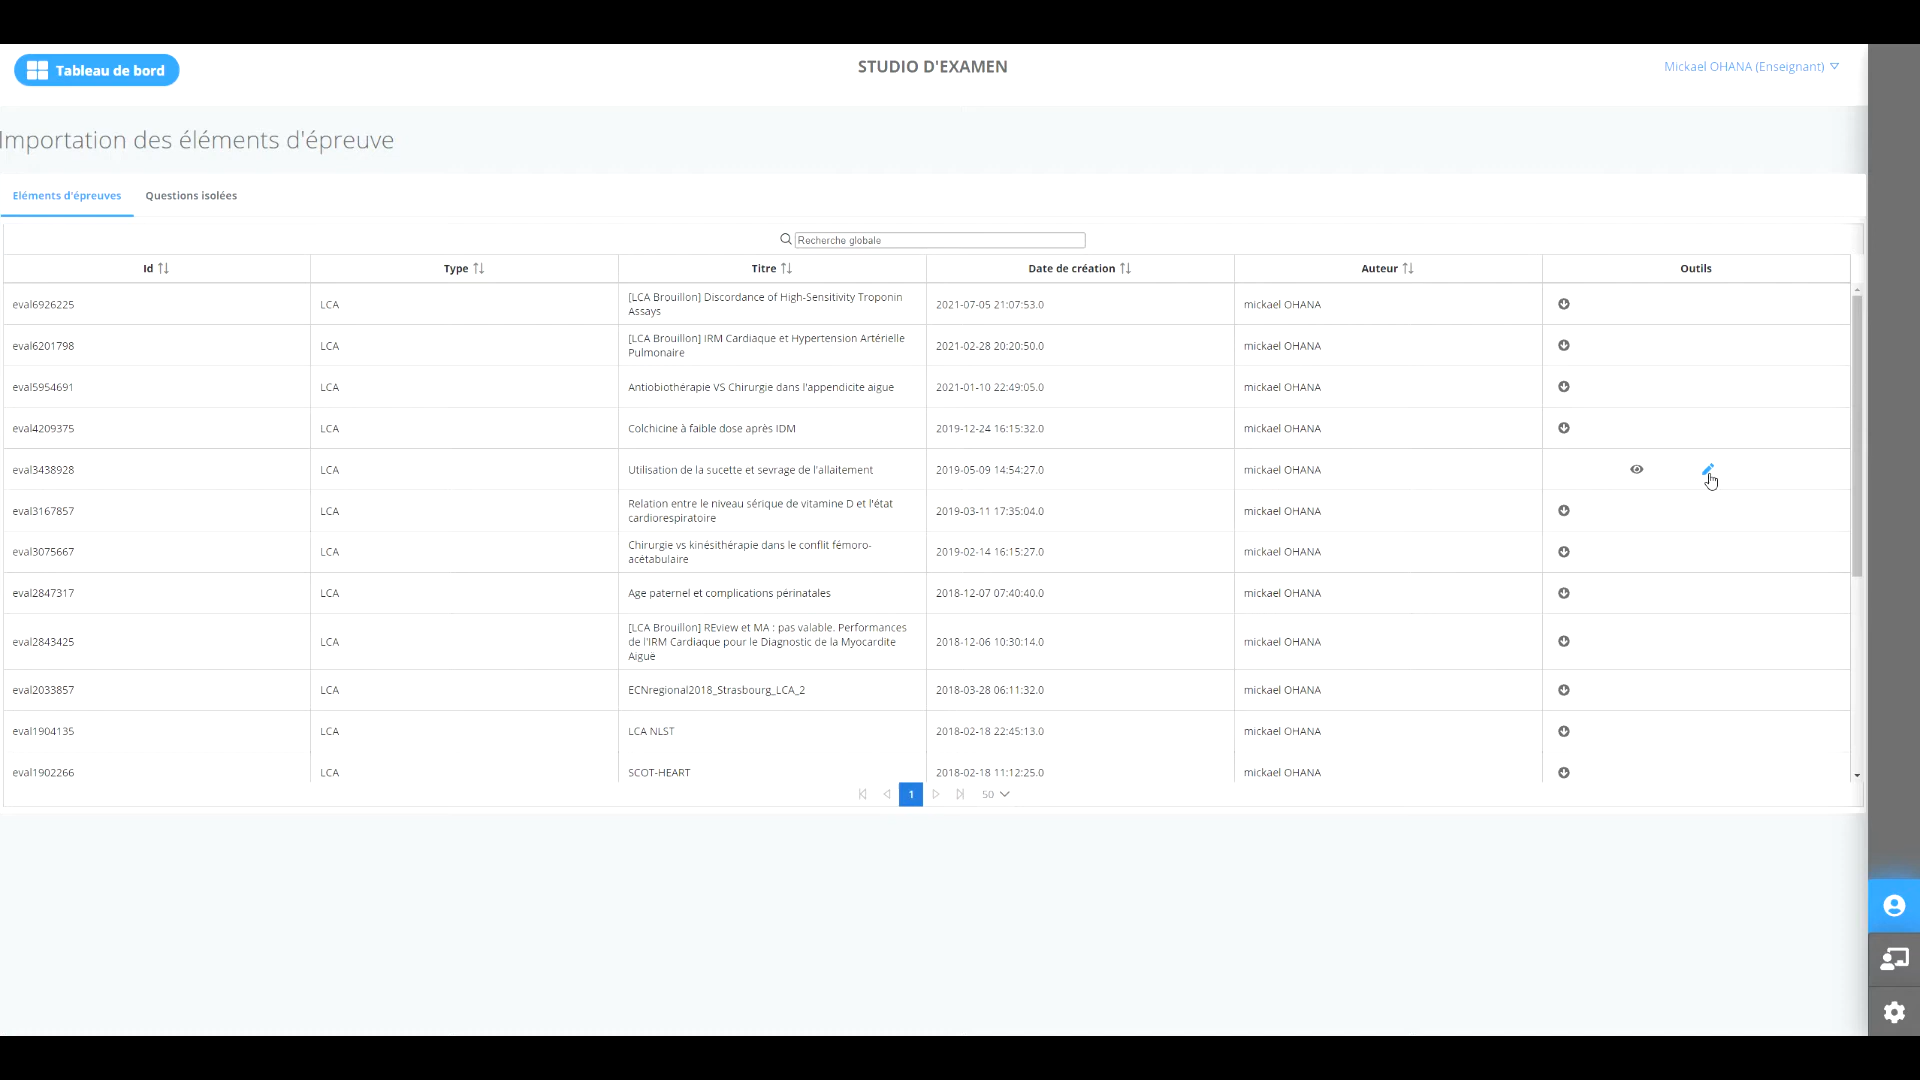 Tableau de bord
STUDIO D'EXAMEN
Mickael OHANA (Enseignant)
Importation des éléments d'épreuve
Eléments d'épreuves
Questions isolées
Recherche globale
Id Type Titre Date de création Auteur Outils
eval6926225 LCA [LCA Brouillon] Discordance of High-Sensitivity Troponin 2021-07-05 21:07:53.0 mickael OHANA
Assays
eval6201798 LCA [LCA Brouillon] IRM Cardiaque et Hypertension Artérielle 2021-02-28 20:20:50.0 mickael OHANA
Pulmonaire
eval5954691 LCA Antiobiothérapie VS Chirurgie dans l'appendicite aigue 2021-01-10 22:49:05.0 mickael OHANA
eval4209375 LCA Colchicine à faible dose après IDM 2019-12-24 16:15:32.0 mickael OHANA
eval3438928 LCA Utilisation de la sucette et sevrage de l'allaitement 2019-05-09 14:54:27.0 mickael OHANA
eval3167857 LCA Relation entre le niveau sérique de vitamine D et l'état 2019-03-11 17:35:04.0 mickael OHANA
cardiorespiratoire
eval3075667 LCA Chirurgie vs kinésithérapie dans le conflit fémoro- 2019-02-14 16:15:27.0 mickael OHANA
acétabulaire
eval2847317 LCA Age paternel et complications périnatales 2018-12-07 07:40:40.0 mickael OHANA
eval2843425 LCA [LCA Brouillon] REview et MA : pas valable. Performances 2018-12-06 10:30:14.0 mickael OHANA
de l'IRM Cardiaque pour le Diagnostic de la Myocardite
Aiguë
eval2033857 LCA ECNregional2018_Strasbourg_LCA_2 2018-03-28 06:11:32.0 mickael OHANA
eval1904135 LCA LCA NLST 2018-02-18 22:45:13.0 mickael OHANA
eval1902266 LCA SCOT-HEART 2018-02-18 11:12:25.0 mickael OHANA
1 50